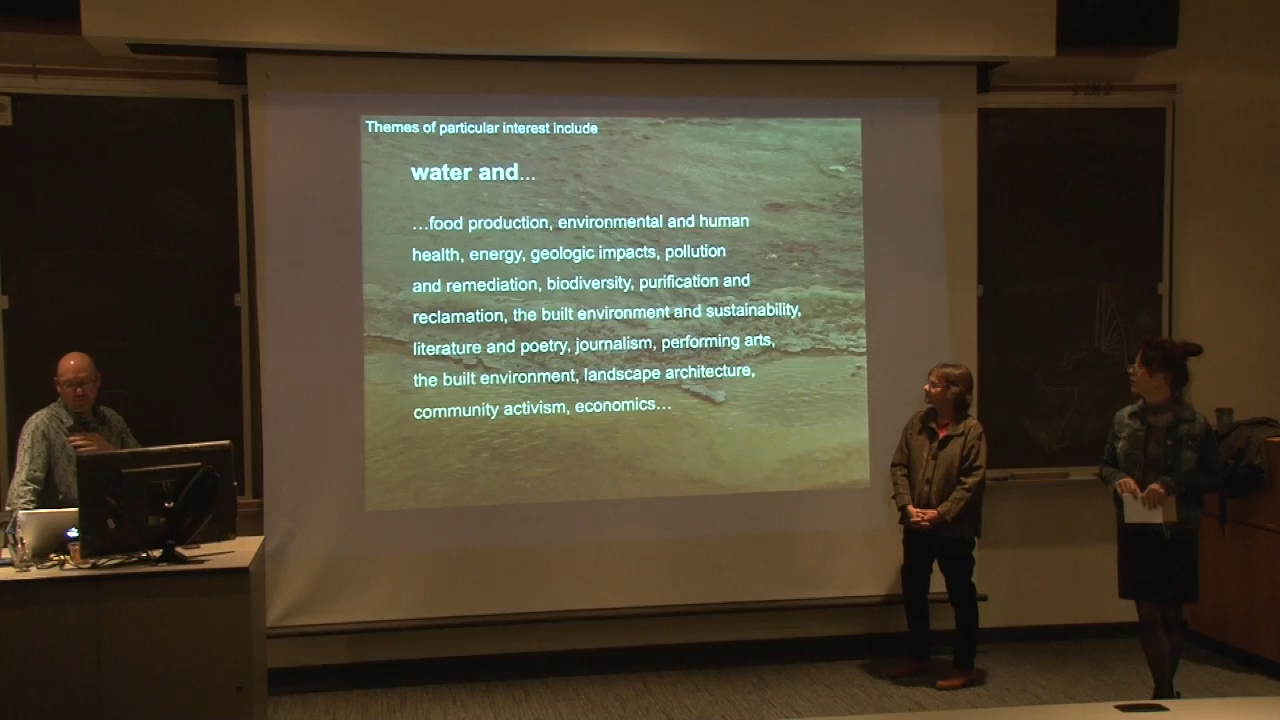 Themes of particular interest include
water and...
...food production, environmental and human
health, energy, geologic impacts, pollution
and remediation, biodiversity, purification and
reclamation, the built environment and sustainability,
literature and poetry, journalism, performing arts,
the built environment, landscape architecture,
community activism, economics...